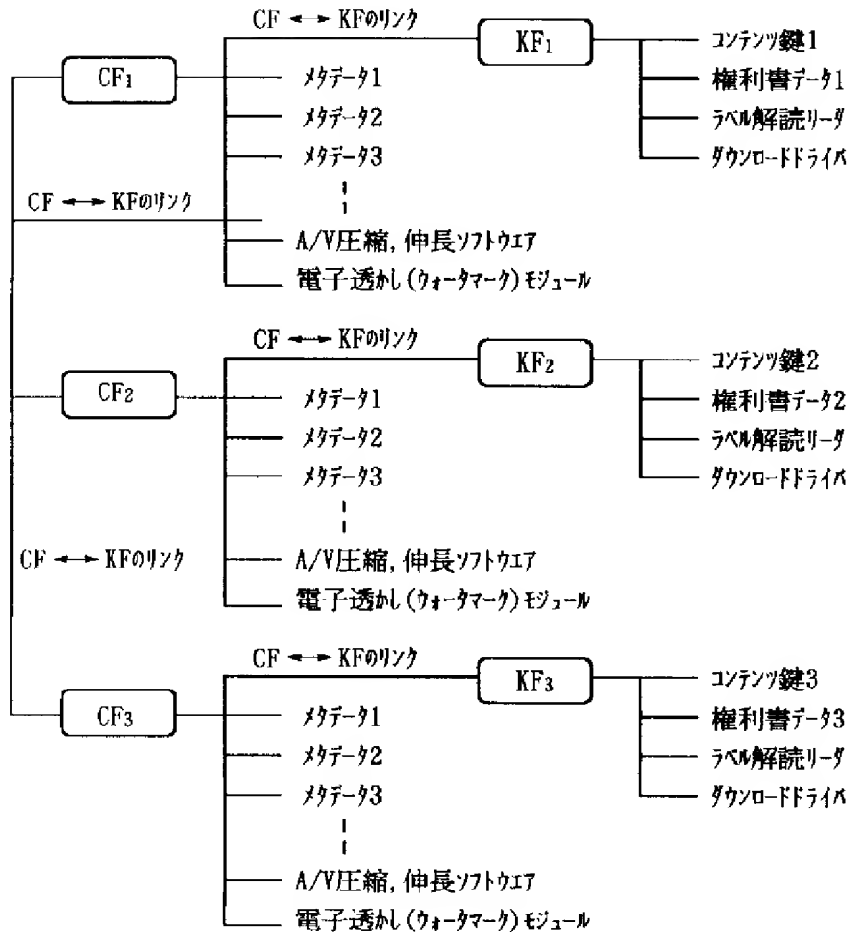 CF ↔ KFのリンク
KF1
コンテンツ鍵1
CF1
メタデータ1
権利書データ1
メタデータ2
ラベル解読リーダ
メタデータ3
ダウンロードドライバ
CF ↔ KFのリンク
A/V圧縮, 伸長ソフトウエア
電子透かし(ウォータマーク)モジュール
CF ↔ KFのリンク
KF2
コンテンツ鍵2
CF2
メタデータ1
権利書データ2
メタデータ2
ラベル解読リーダ
メタデータ3
ダウンロードドライバ
CF ↔ KFのリンク
A/V圧縮, 伸長ソフトウエア
電子透かし(ウォータマーク)モジュール
CF ↔ KFのリンク
KF3
コンテンツ鍵3
CF3
メタデータ1
権利書データ3
メタデータ2
ラベル解読リーダ
メタデータ3
ダウンロードドライバ
A/V圧縮, 伸長ソフトウエア
電子透かし(ウォータマーク)モジュール